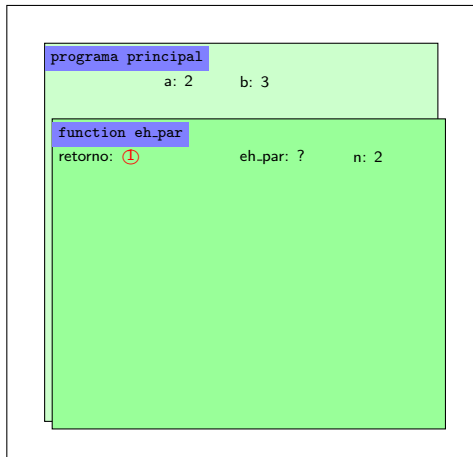 programa principal
a: 2 b: 3
function eh_par
retorno: 1 eh_par: ? n: 2